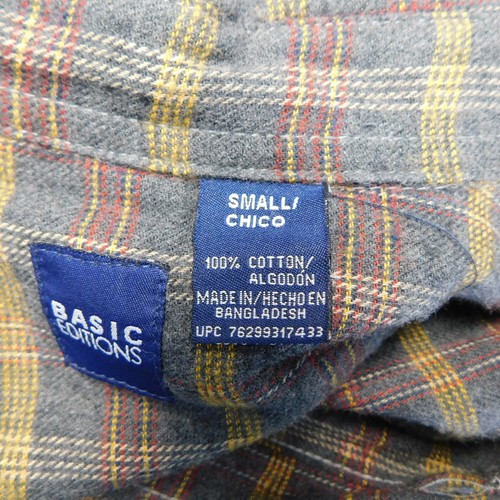 SMALL/
CHICO
100% COTTON/
ALGODÓN
MADE IN/HECHO EN
BANGLADESH
UPC 76299317433
BASIC
EDITIONS